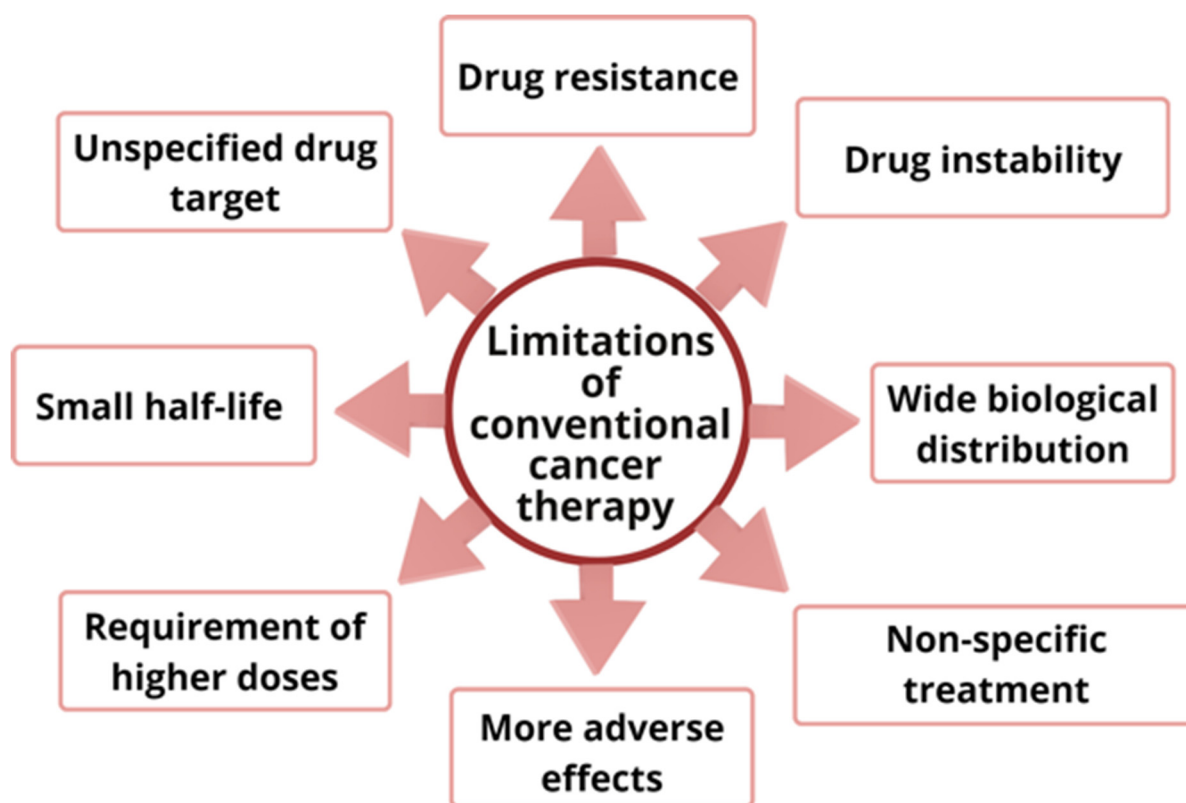 Drug resistance
Unspecified drug
target
Drug instability
Limitations
of
conventional
cancer
therapy
Small half-life
Wide biological
distribution
Requirement of
higher doses
Non-specific
treatment
More adverse
effects